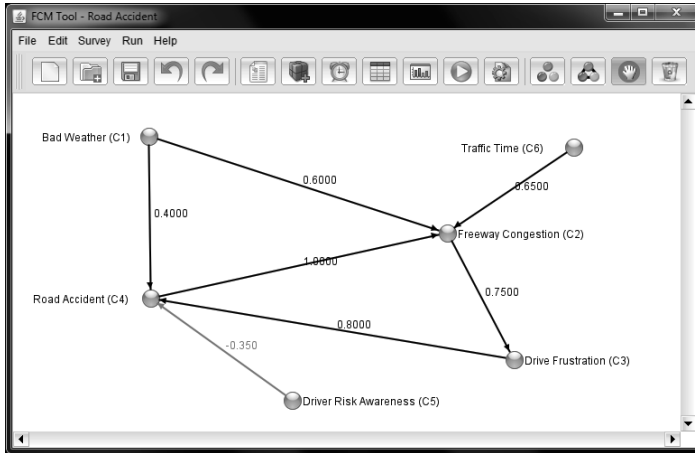 FCM Tool - Road Accident
File Edit Survey Run Help
Bad Weather (C1)
Traffic Time (C6)
0.6000
0.6500
0.4000
Freeway Congestion (C2)
1.0000
0.7500
Road Accident (C4)
0.8000
-0.350
Drive Frustration (C3)
Driver Risk Awareness (C5)